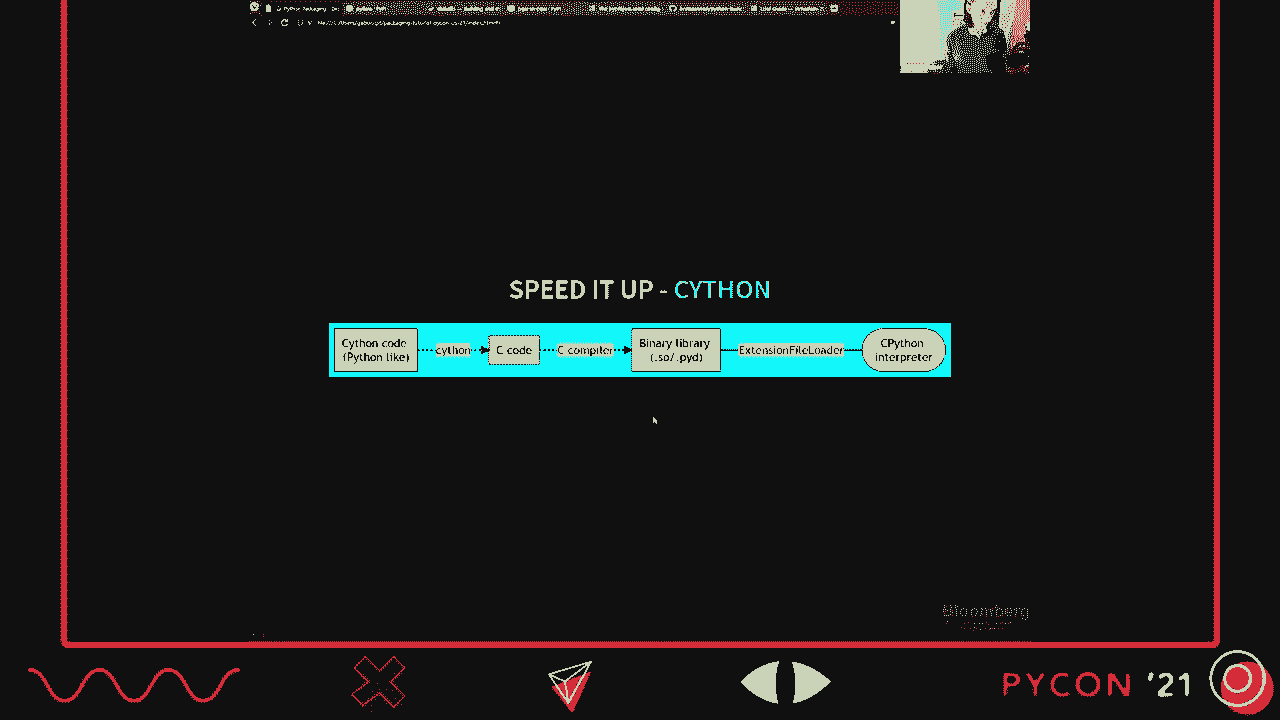 SPEED IT UP - CYTHON
Cython code
(Python like)
cython
C code
C compiler
Binary library
(.so/.pyd)
ExtensionFileLoader
CPython
interpreter
Bloomberg
PYCON '21